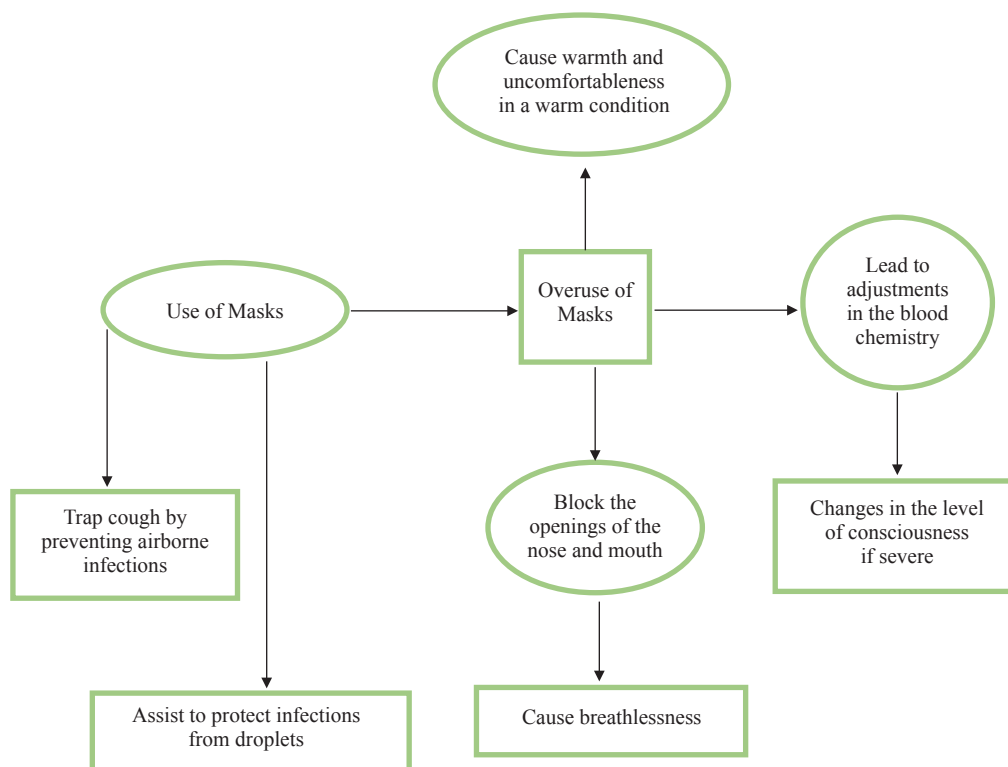 Cause warmth and
uncomfortableness
in a warm condition
Use of Masks
Overuse of
Masks
Lead to
adjustments
in the blood
chemistry
Trap cough by
preventing airborne
infections
Block the
openings of the
nose and mouth
Changes in the level
of consciousness
if severe
Assist to protect infections
from droplets
Cause breathlessness